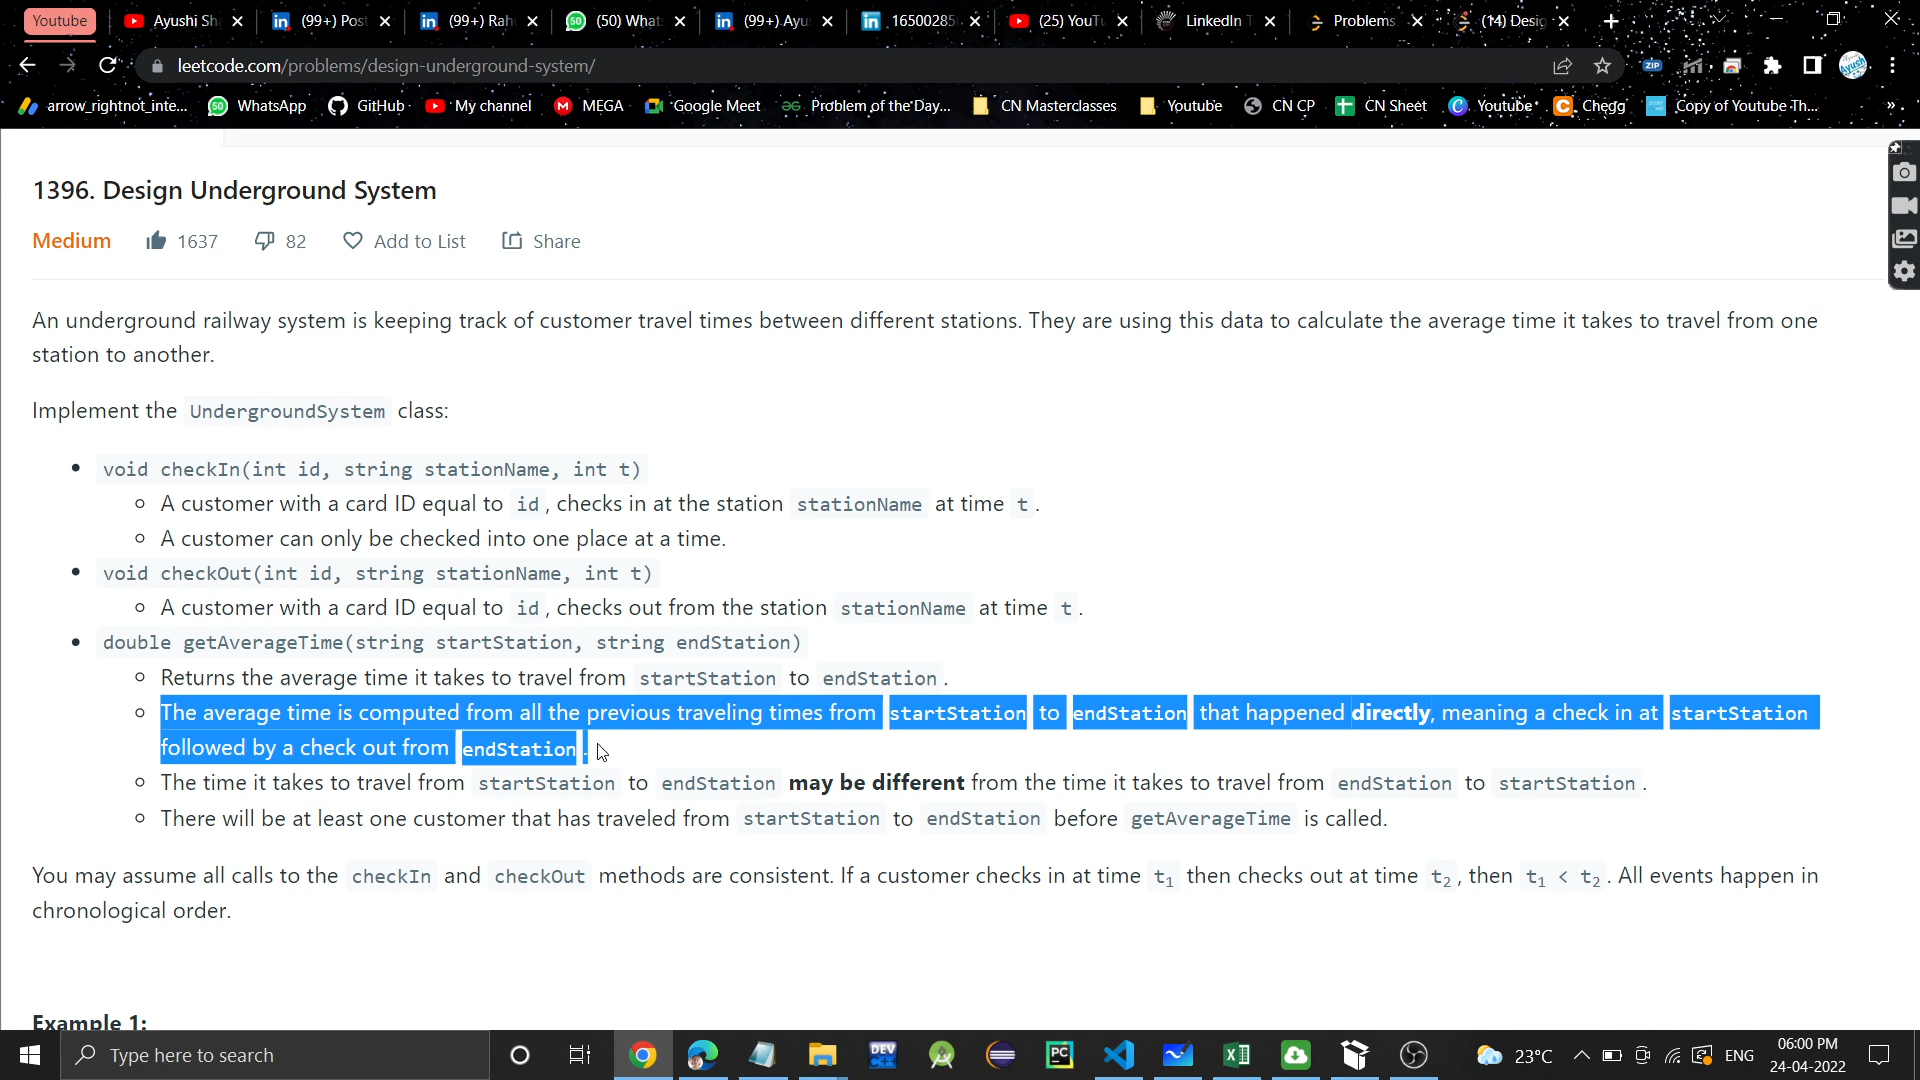 Youtube Ayushi Sh (99+) Pos (99+) Rah (50) What (99+) Ayu 16500285 (25) YouTu LinkedIn T Problems (14) Desig
leetcode.com/problems/design-underground-system/ ZIP
arrow_rightnot_inte... WhatsApp GitHub My channel MEGA Google Meet Problem of the Day... CN Masterclasses Youtube CN CP CN Sheet Youtube Chegg Copy of Youtube Th... »
1396. Design Underground System
Medium 1637 82 Add to List Share
An underground railway system is keeping track of customer travel times between different stations. They are using this data to calculate the average time it takes to travel from one
station to another.
Implement the UndergroundSystem class:
• void checkIn(int id, string stationName, int t)
A customer with a card ID equal to id, checks in at the station stationName at time t.
A customer can only be checked into one place at a time.
• void checkOut(int id, string stationName, int t)
A customer with a card ID equal to id, checks out from the station stationName at time t.
• double getAverageTime(string startStation, string endStation)
Returns the average time it takes to travel from startStation to endStation.
The average time is computed from all the previous traveling times from startStation to endStation that happened directly, meaning a check in at startStation
followed by a check out from endStation.
The time it takes to travel from startStation to endStation may be different from the time it takes to travel from endStation to startStation.
There will be at least one customer that has traveled from startStation to endStation before getAverageTime is called.
You may assume all calls to the checkIn and checkOut methods are consistent. If a customer checks in at time t1 then checks out at time t2, then t1 < t2. All events happen in
chronological order.
Example 1:
Type here to search DEV PC 23°C ENG 06:00 PM
24-04-2022